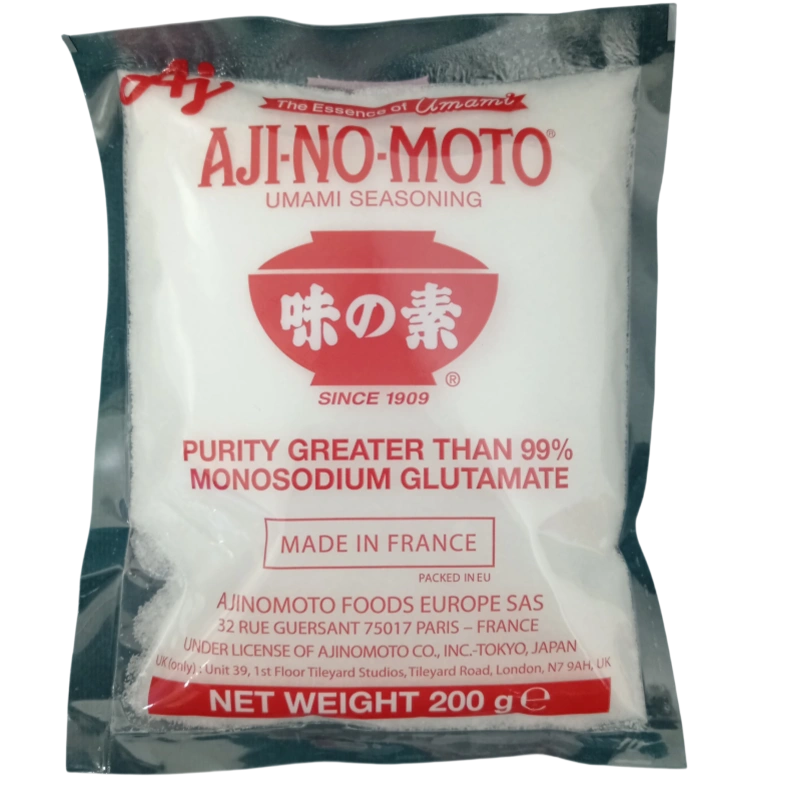 Aj
The Essence of Umami
AJI-NO-MOTO®
UMAMI SEASONING
味の素
®
SINCE 1909
PURITY GREATER THAN 99%
MONOSODIUM GLUTAMATE
MADE IN FRANCE
PACKED IN EU
AJINOMOTO FOODS EUROPE SAS
32 RUE GUERSANT 75017 PARIS – FRANCE
UNDER LICENSE OF AJINOMOTO CO., INC.-TOKYO, JAPAN
UK (only): Unit 39, 1st Floor Tileyard Studios, Tileyard Road, London, N7 9AH, UK
NET WEIGHT 200 g ℮